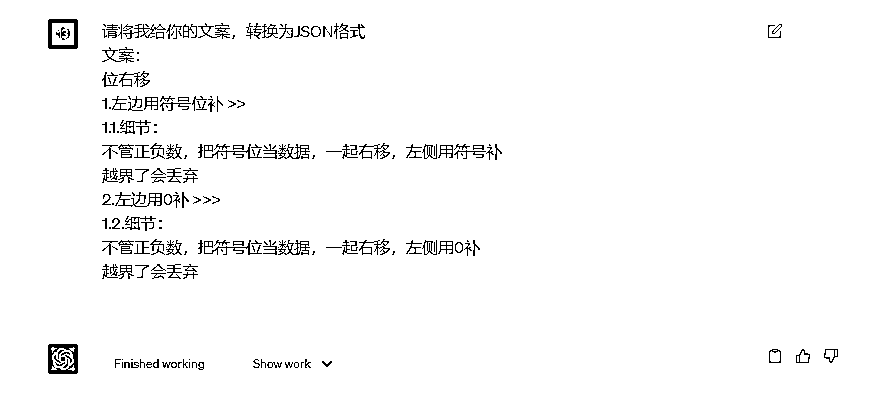 请将我给你的文案，转换为JSON格式
文案：
位右移
1.左边用符号位补 >>
1.1.细节：
不管正负数，把符号位当数据，一起右移，左侧用符号补
越界了会丢弃
2.左边用0补 >>>
1.2.细节：
不管正负数，把符号位当数据，一起右移，左侧用0补
越界了会丢弃
Finished working Show work